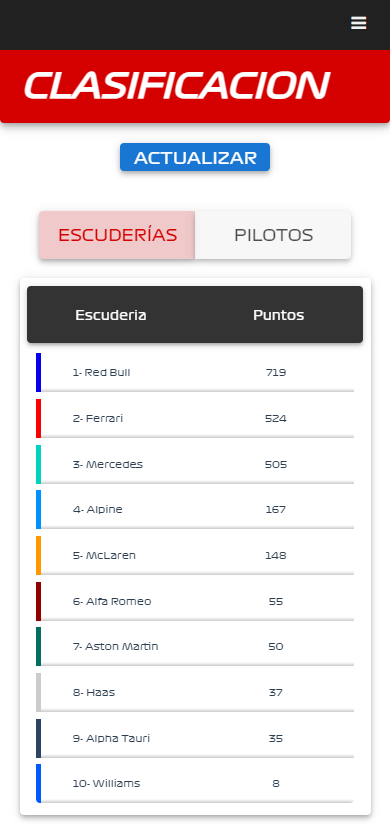 CLASIFICACION
ACTUALIZAR
ESCUDERÍAS PILOTOS
Escuderia Puntos
1- Red Bull 719
2- Ferrari 524
3- Mercedes 505
4- Alpine 167
5- McLaren 148
6- Alfa Romeo 55
7- Aston Martin 50
8- Haas 37
9- Alpha Tauri 35
10- Williams 8